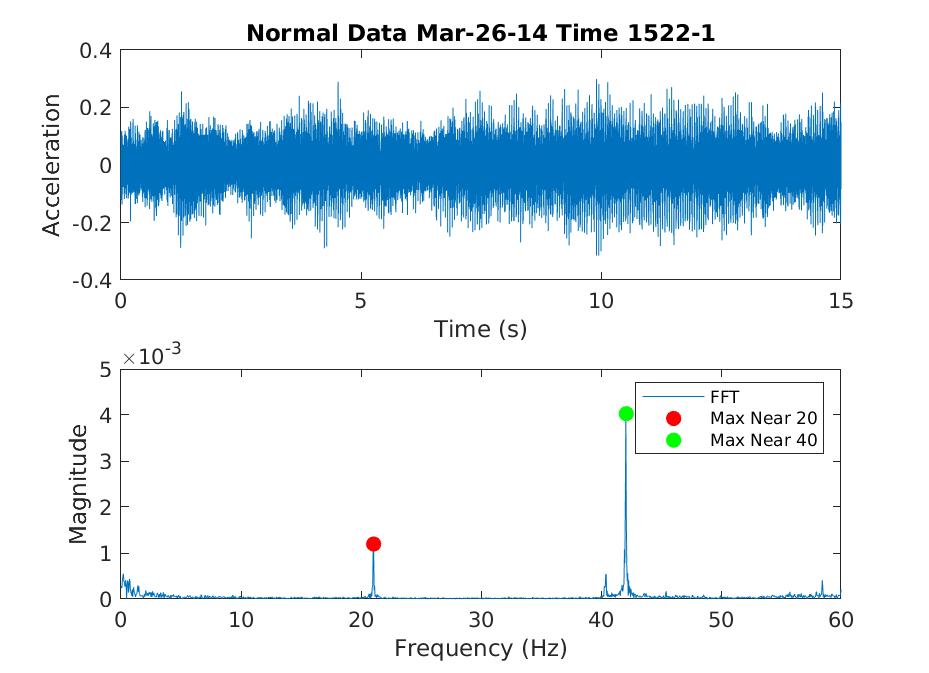 Normal Data Mar-26-14 Time 1522-1
0.4
0.2
0
-0.2
-0.4
Acceleration
0 5 10 15
Time (s)
×10-3
5
4
3
2
1
0
Magnitude
FFT
Max Near 20
Max Near 40
0 10 20 30 40 50 60
Frequency (Hz)